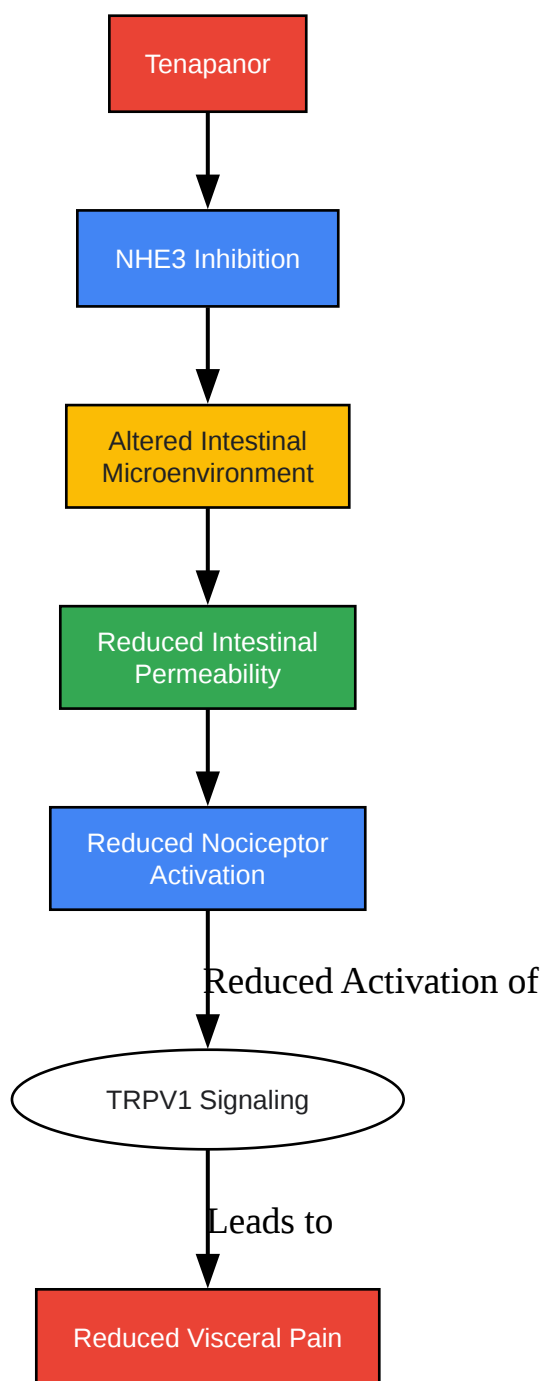 Tenapanor
NHE3 Inhibition
Altered Intestinal
Microenvironment
Reduced Intestinal
Permeability
Reduced Nociceptor
Activation
Reduced Activation of
TRPV1 Signaling
Leads to
Reduced Visceral Pain